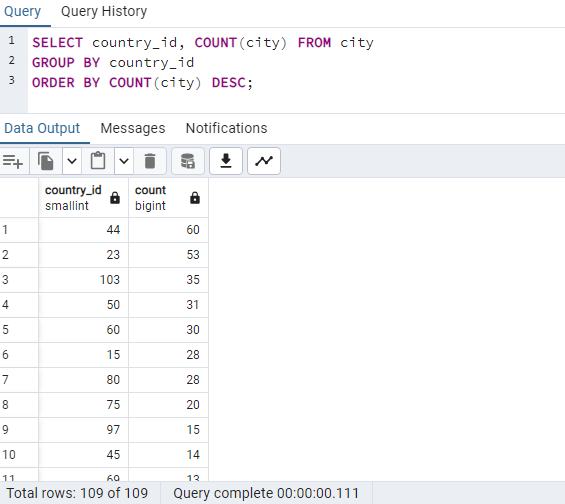 Query Query History
1 SELECT country_id, COUNT(city) FROM city
2 GROUP BY country_id
3 ORDER BY COUNT(city) DESC;
Data Output Messages Notifications
country_id count
smallint bigint
1 44 60
2 23 53
3 103 35
4 50 31
5 60 30
6 15 28
7 80 28
8 75 20
9 97 15
10 45 14
11 69 13
Total rows: 109 of 109 Query complete 00:00:00.111